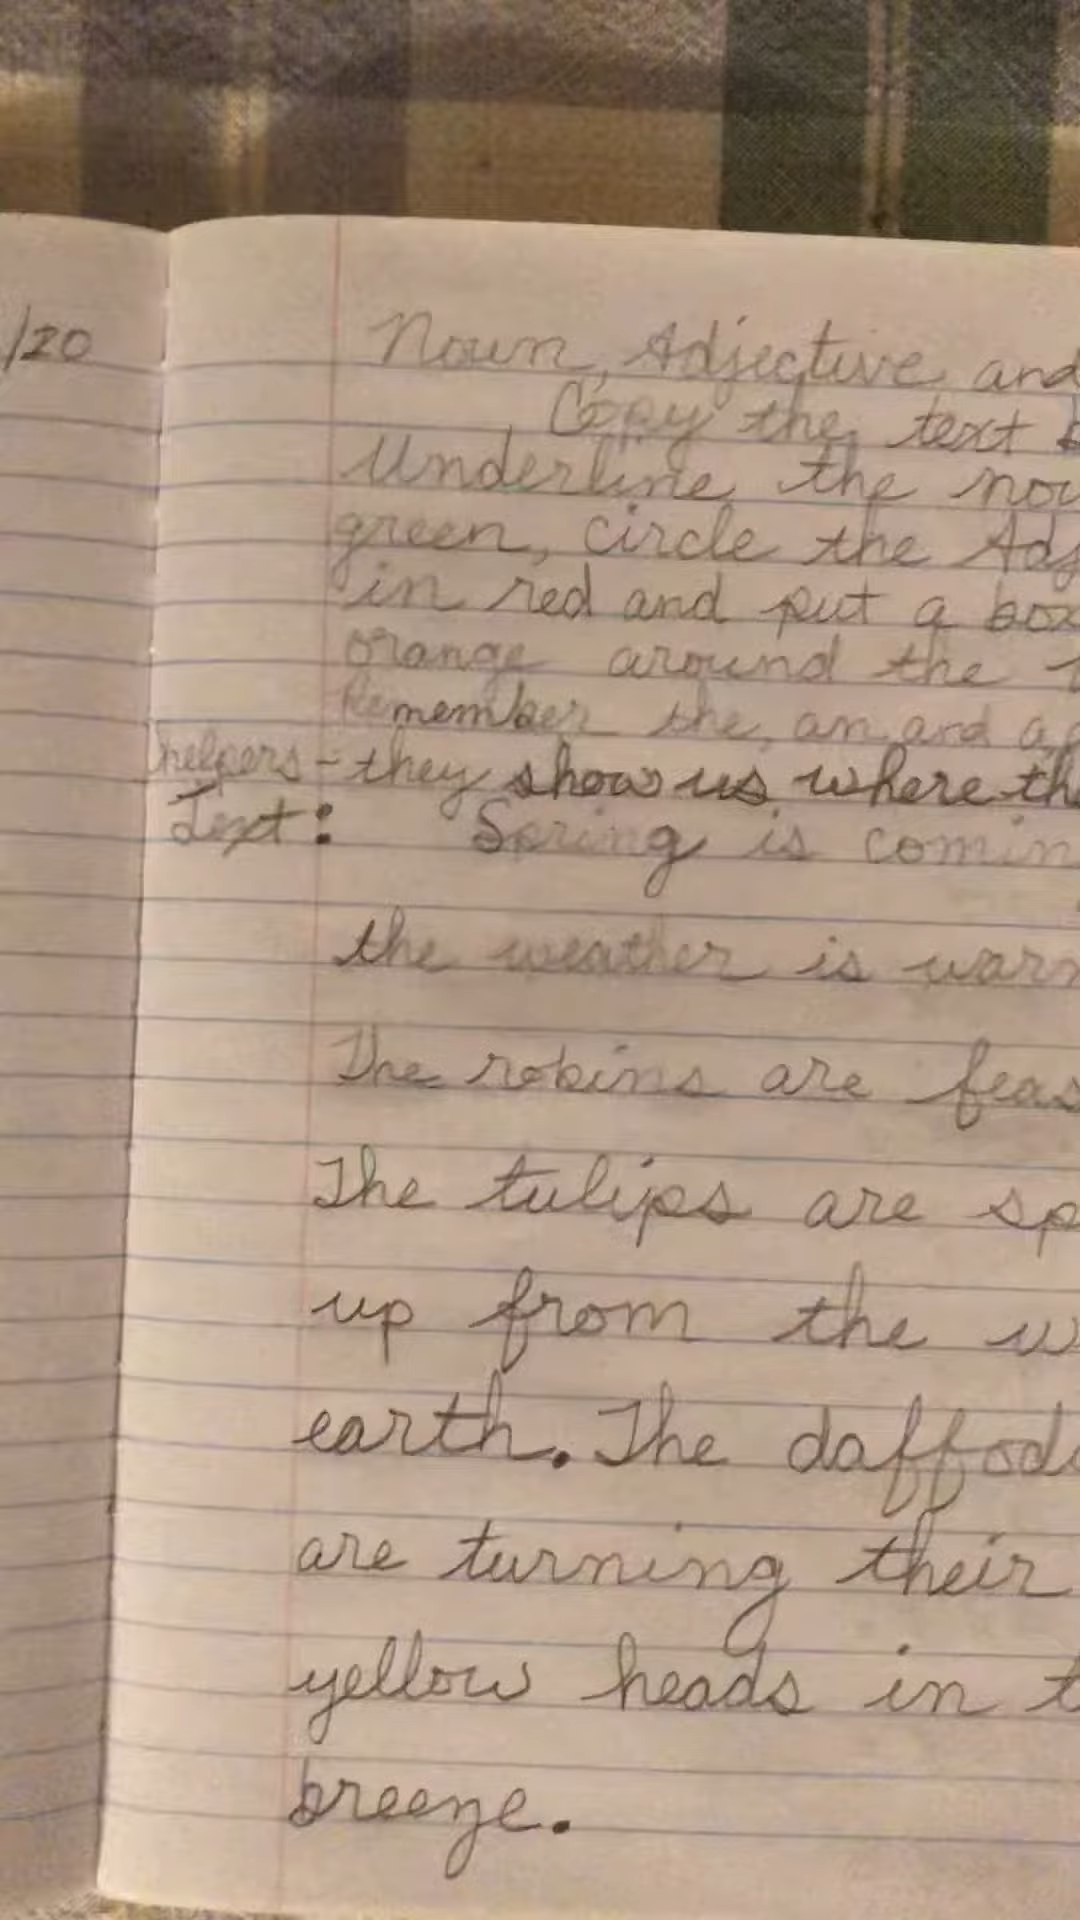 /20
Noun, Adjective and
Copy the text b
Underline the nou
green, circle the Adj
in red and put a box
orange around the
Remember the, an and a
helpers - they show us where th
Text: Spring is comin
the weather is warm
The robins are feas
The tulips are sp
up from the w
earth. The daffod
are turning their
yellow heads in t
breeze.